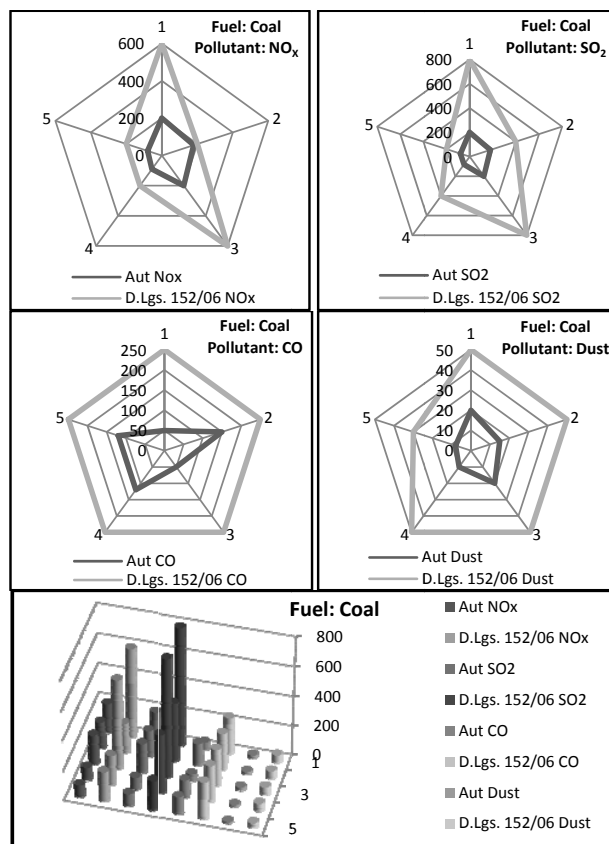 Fuel: Coal
Pollutant: NOX
1
600
400
200
0
2
3
4
5
Aut Nox
D.Lgs. 152/06 NOx
Fuel: Coal
Pollutant: SO2
1
800
600
400
200
0
2
3
4
5
Aut SO2
D.Lgs. 152/06 SO2
Fuel: Coal
Pollutant: CO
1
250
200
150
100
50
0
2
3
4
5
Aut CO
D.Lgs. 152/06 CO
Fuel: Coal
Pollutant: Dust
1
50
40
30
20
10
0
2
3
4
5
Aut Dust
D.Lgs. 152/06 Dust
Fuel: Coal
800
600
400
200
0
1
3
5
Aut NOx
D.Lgs. 152/06 NOx
Aut SO2
D.Lgs. 152/06 SO2
Aut CO
D.Lgs. 152/06 CO
Aut Dust
D.Lgs. 152/06 Dust